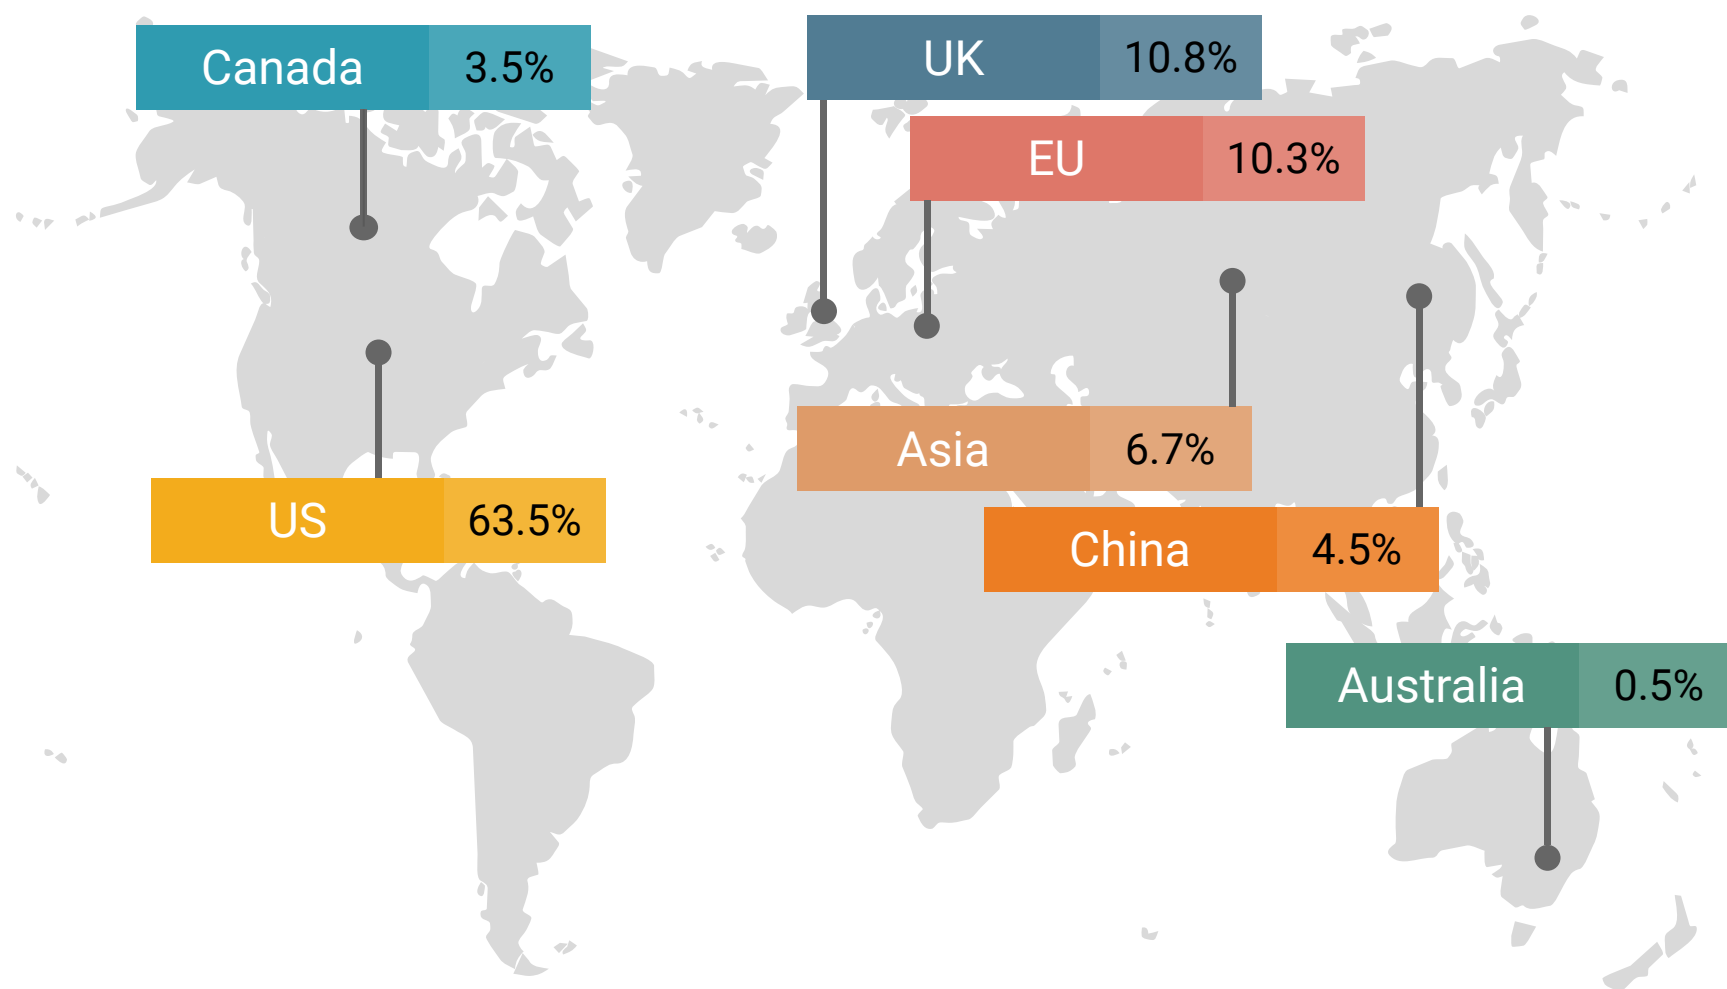 Canada 3.5%
UK 10.8%
EU 10.3%
Asia 6.7%
US 63.5%
China 4.5%
Australia 0.5%